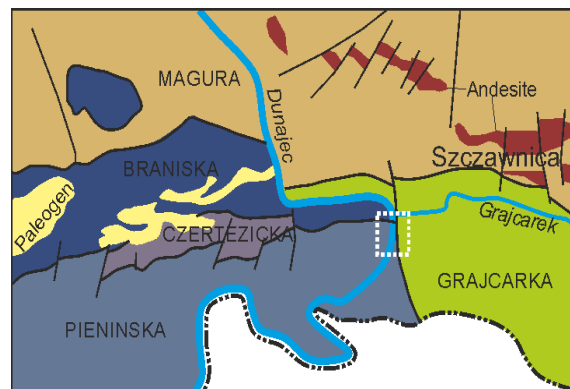 MAGURA
Dunajec
Andesite
BRANISKA
Szczawnica
Paleogen
CZERTEZICKA
Grajcarek
GRAJCARKA
PIENINSKA